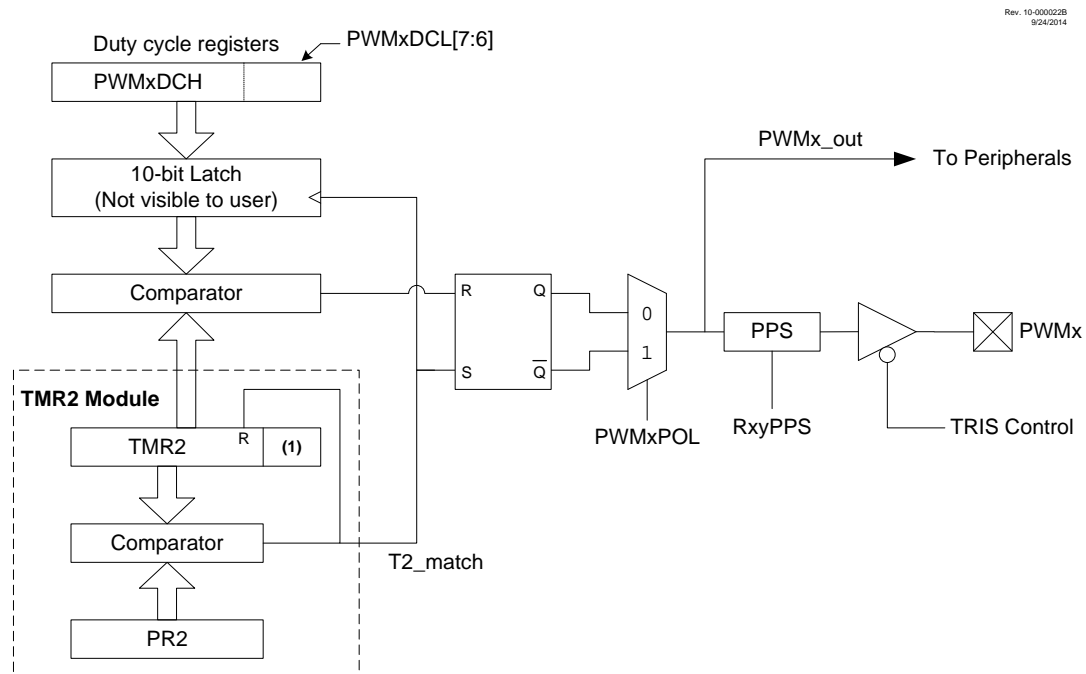 Rev. 10-000022B
9/24/2014
Duty cycle registers
PWMxDCL[7:6]
PWMxDCH
10-bit Latch
(Not visible to user)
Comparator
PWMx_out
To Peripherals
R
Q
S
Q
0
1
PWMxPOL
PPS
RxyPPS
PWMx
TRIS Control
TMR2 Module
R
TMR2
(1)
Comparator
T2_match
PR2